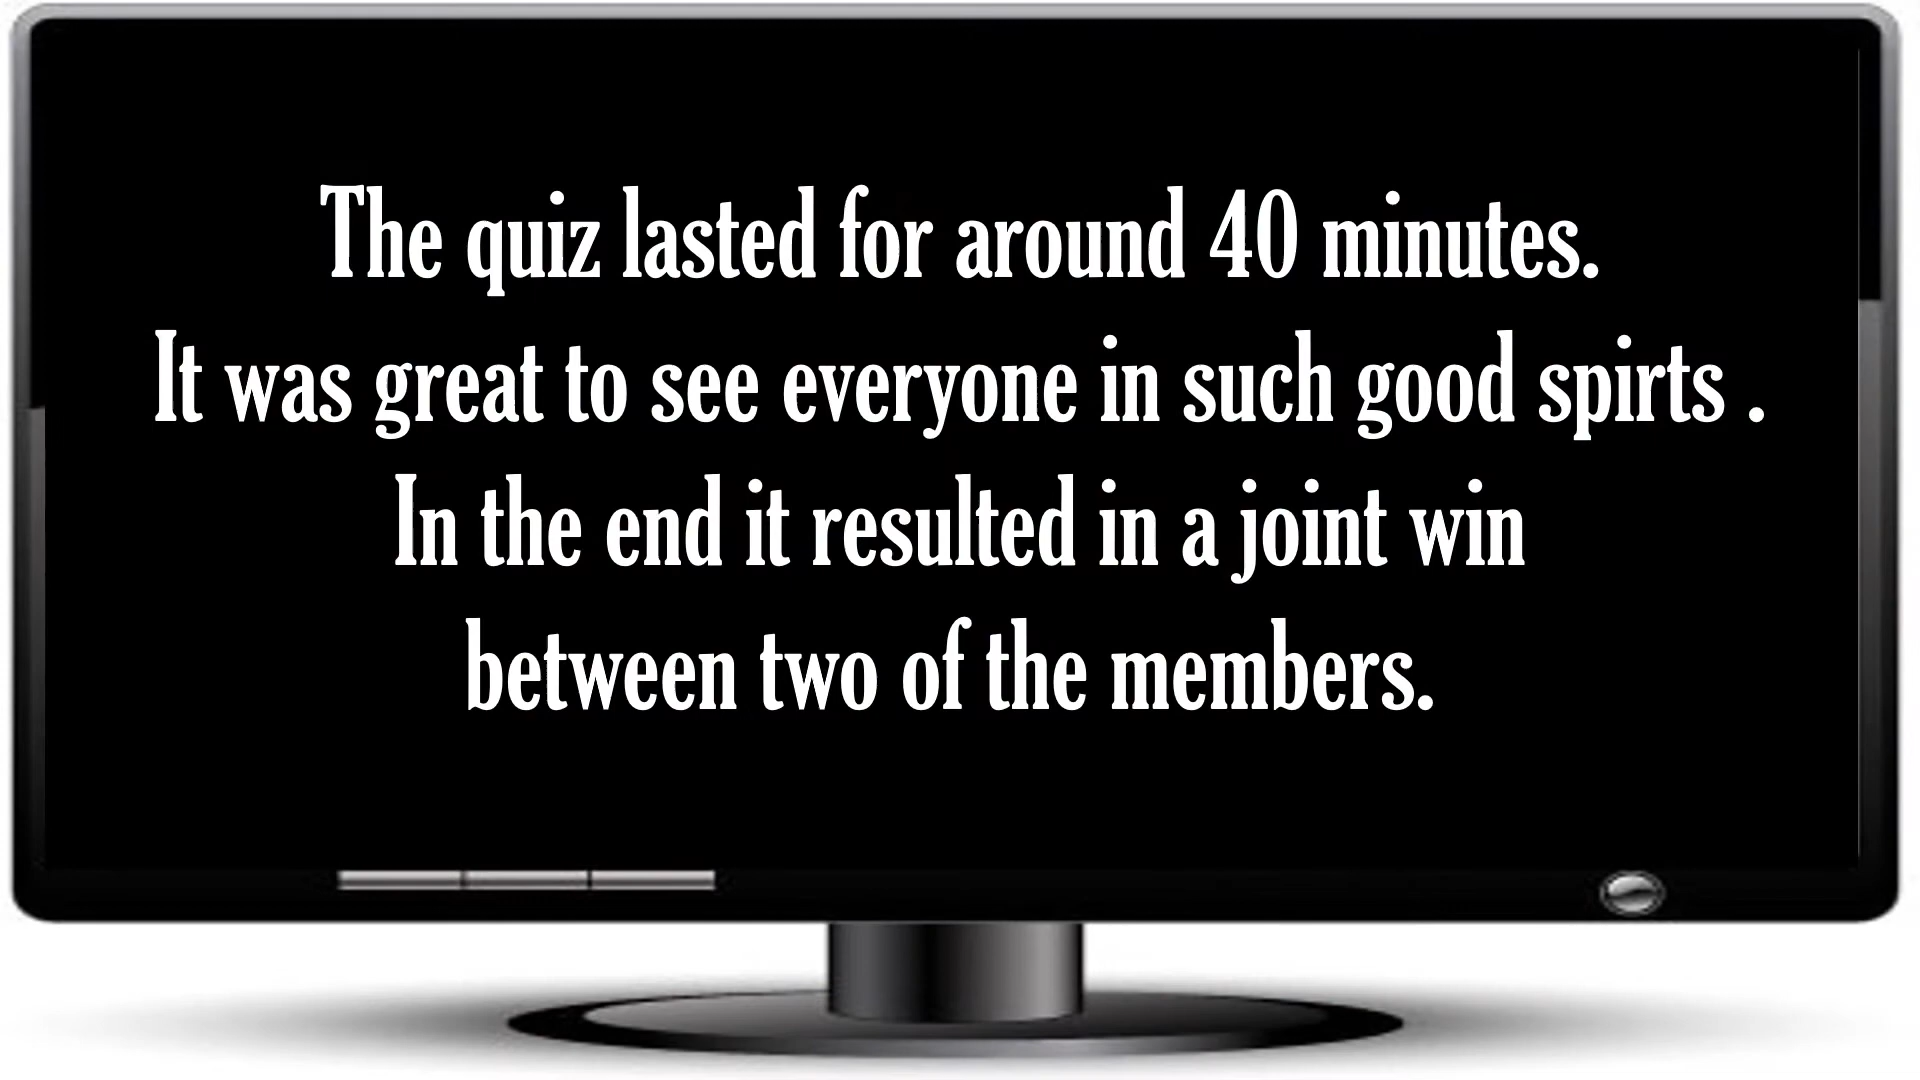 The quiz lasted for around 40 minutes.
It was great to see everyone in such good spirts .
In the end it resulted in a joint win
between two of the members.